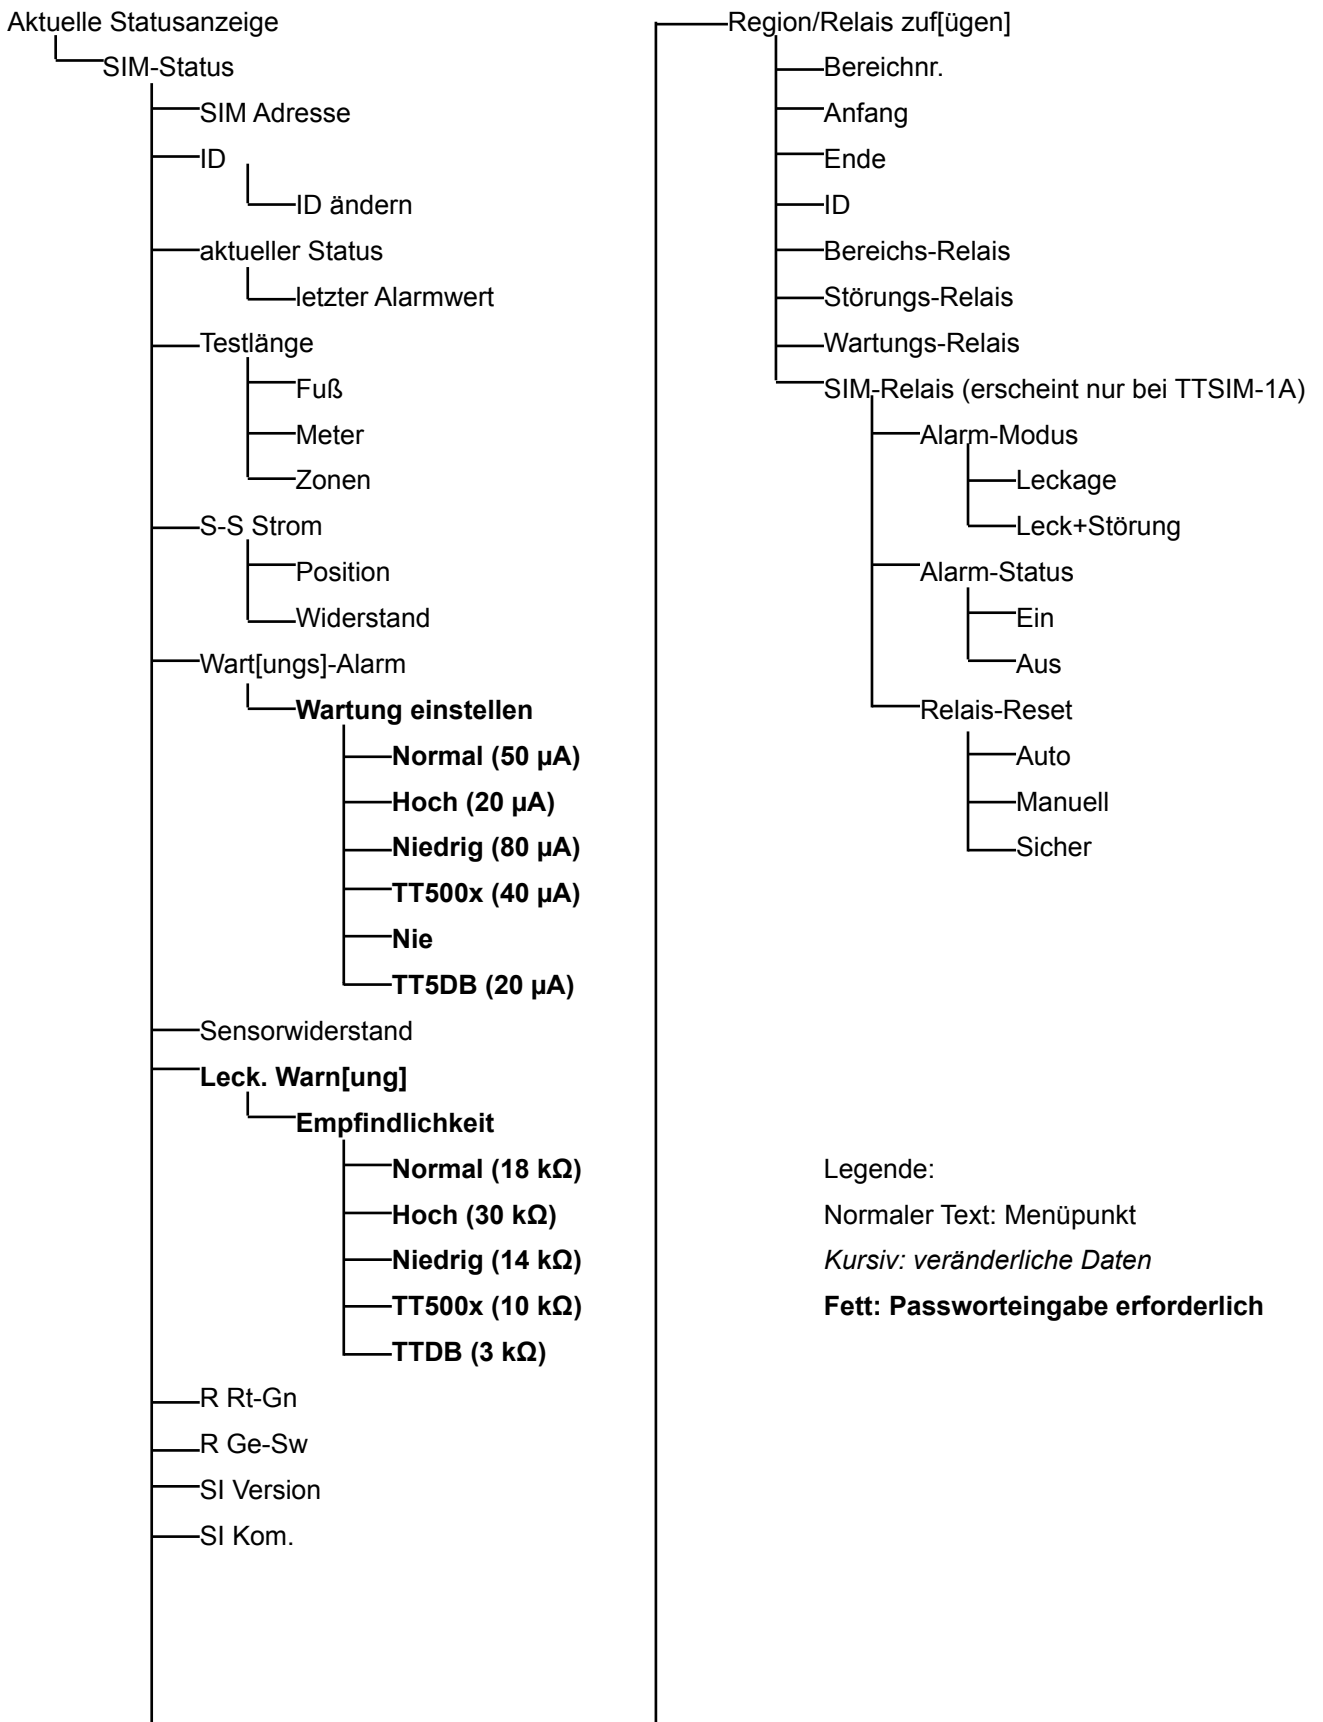 Aktuelle Statusanzeige
SIM-Status
SIM Adresse
ID
ID ändern
aktueller Status
letzter Alarmwert
Testlänge
Fuß
Meter
Zonen
S-S Strom
Position
Widerstand
Wart[ungs]-Alarm
Wartung einstellen
Normal (50 µA)
Hoch (20 µA)
Niedrig (80 µA)
TT500x (40 µA)
Nie
TT5DB (20 µA)
Sensorwiderstand
Leck. Warn[ung]
Empfindlichkeit
Normal (18 kΩ)
Hoch (30 kΩ)
Niedrig (14 kΩ)
TT500x (10 kΩ)
TTDB (3 kΩ)
R Rt-Gn
R Ge-Sw
SI Version
SI Kom.
Region/Relais zuf[ügen]
Bereichnr.
Anfang
Ende
ID
Bereichs-Relais
Störungs-Relais
Wartungs-Relais
SIM-Relais (erscheint nur bei TTSIM-1A)
Alarm-Modus
Leckage
Leck+Störung
Alarm-Status
Ein
Aus
Relais-Reset
Auto
Manuell
Sicher
Legende:
Normaler Text: Menüpunkt
Kursiv: veränderliche Daten
Fett: Passworteingabe erforderlich